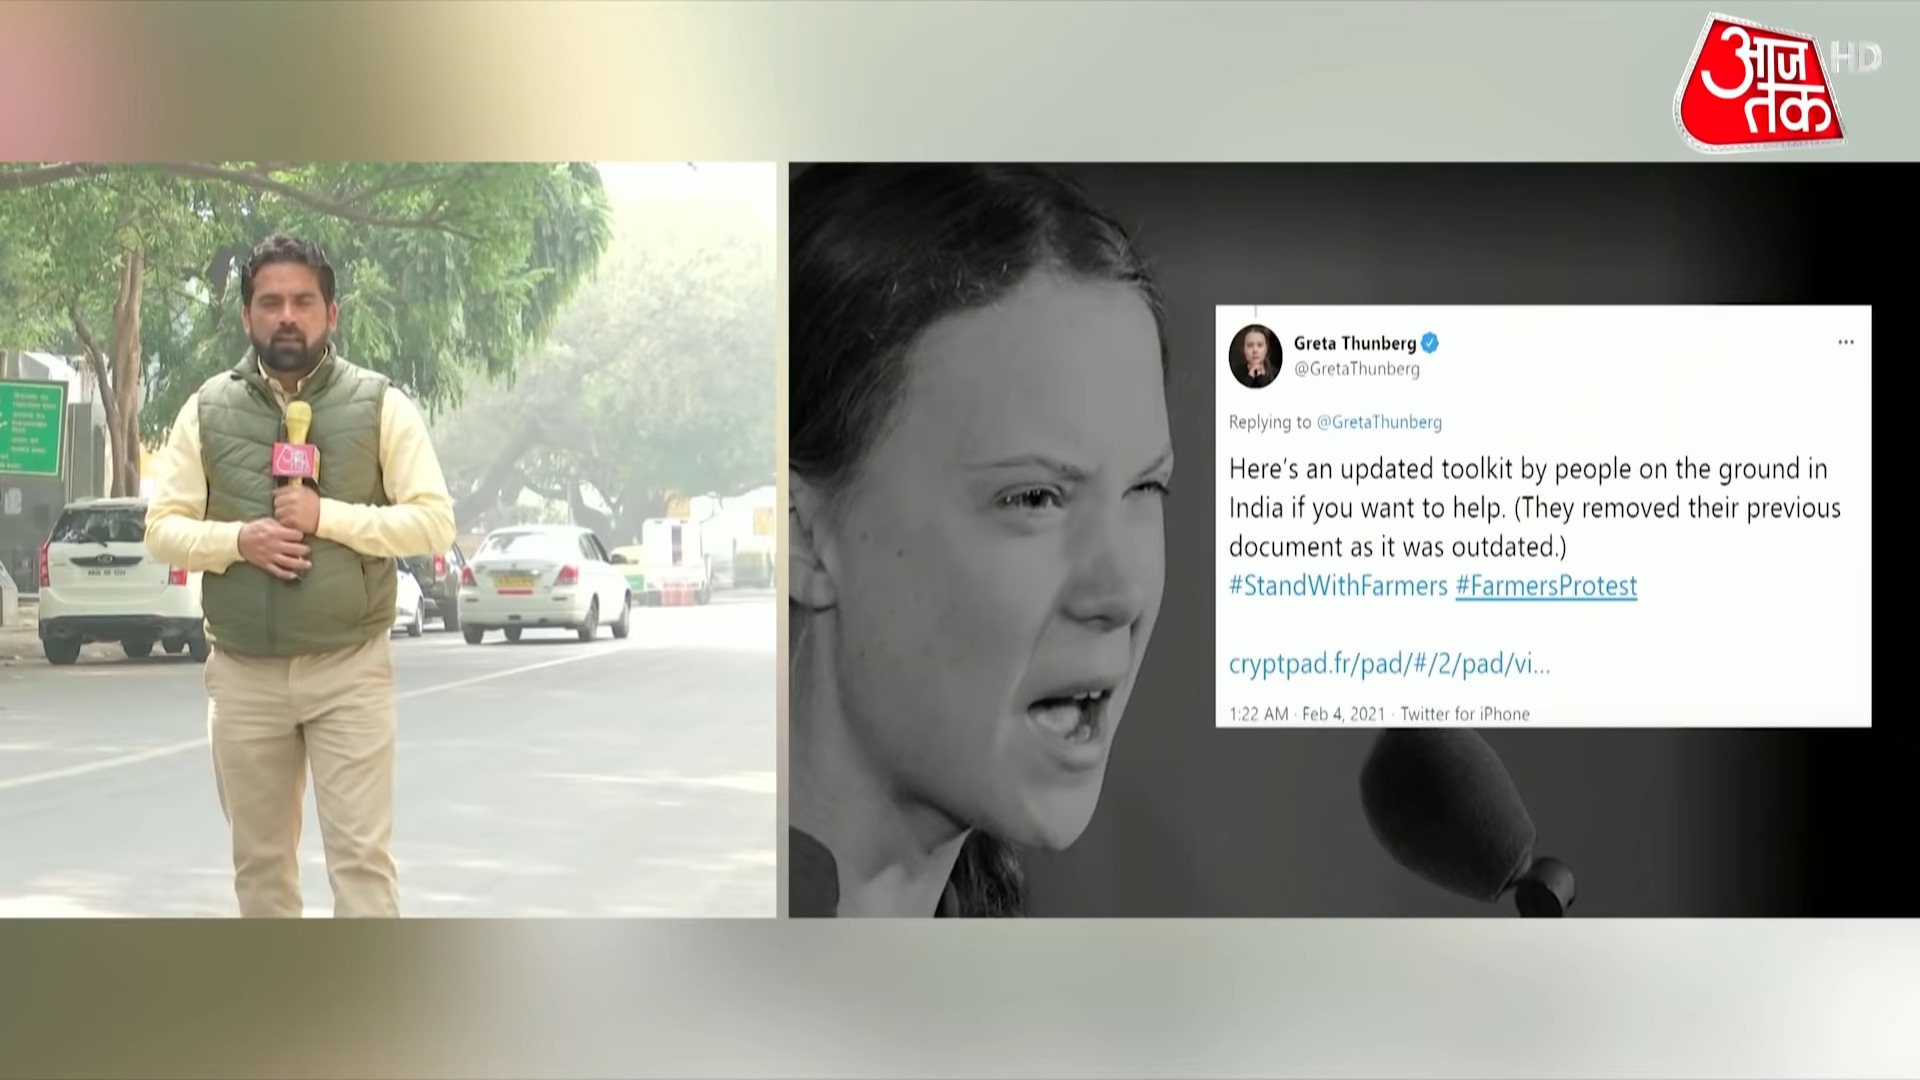 आज
तक
HD
आज
तक
Greta Thunberg
@GretaThunberg
Replying to @GretaThunberg
Here's an updated toolkit by people on the ground in
India if you want to help. (They removed their previous
document as it was outdated.)
#StandWithFarmers #FarmersProtest
cryptpad.fr/pad/#/2/pad/vi...
1:22 AM · Feb 4, 2021 · Twitter for iPhone